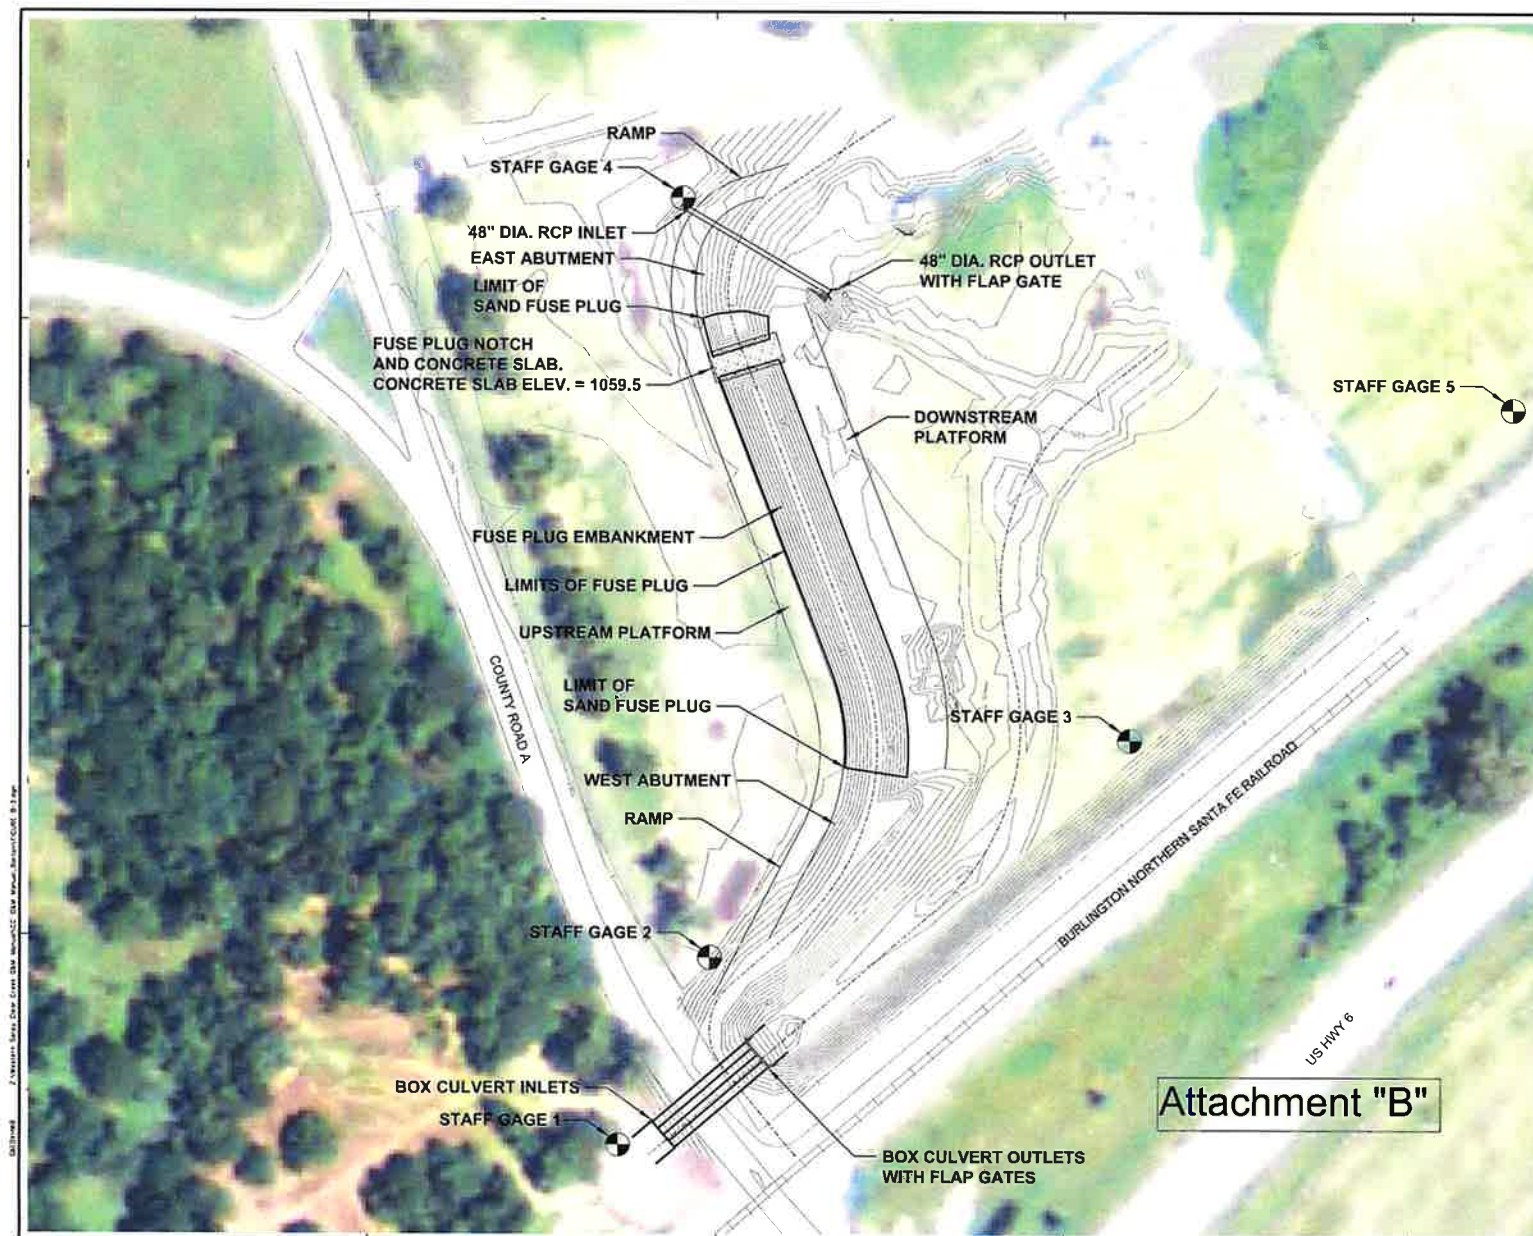 RAMP
STAFF GAGE 4
48" DIA. RCP INLET
EAST ABUTMENT
LIMIT OF
SAND FUSE PLUG
FUSE PLUG NOTCH
AND CONCRETE SLAB.
CONCRETE SLAB ELEV. = 1059.5
48" DIA. RCP OUTLET
WITH FLAP GATE
STAFF GAGE 5
DOWNSTREAM
PLATFORM
FUSE PLUG EMBANKMENT
LIMITS OF FUSE PLUG
UPSTREAM PLATFORM
COUNTY ROAD A
LIMIT OF
SAND FUSE PLUG
STAFF GAGE 3
WEST ABUTMENT
RAMP
BURLINGTON NORTHERN SANTA FE RAILROAD
STAFF GAGE 2
US HWY 6
BOX CULVERT INLETS
STAFF GAGE 1
BOX CULVERT OUTLETS
WITH FLAP GATES
Attachment "B"